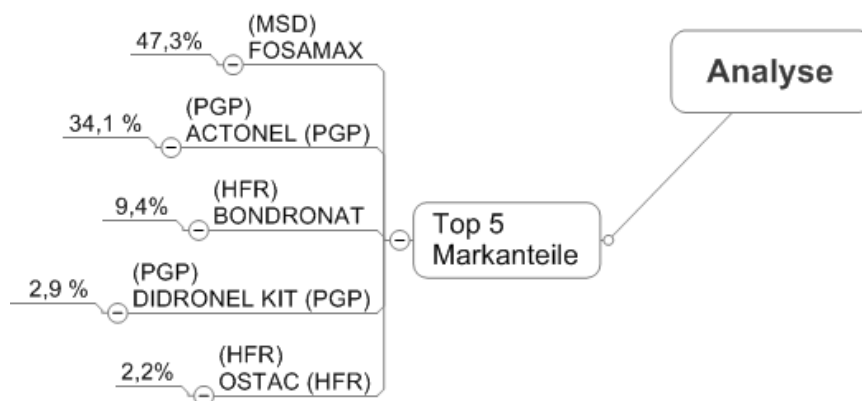 47,3%
(MSD)
FOSAMAX
34,1 %
(PGP)
ACTONEL (PGP)
9,4%
(HFR)
BONDRONAT
2,9 %
(PGP)
DIDRONEL KIT (PGP)
2,2%
(HFR)
OSTAC (HFR)
Top 5
Markanteile
Analyse